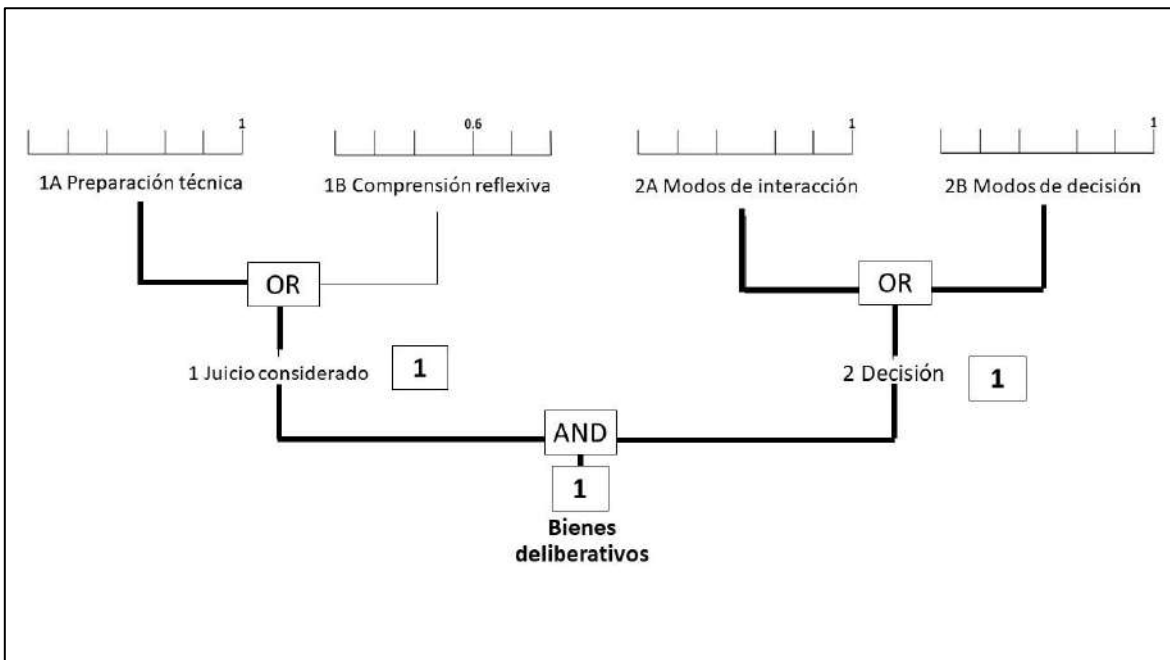 1
0.6
1
1
1A Preparación técnica
1B Comprensión reflexiva
2A Modos de interacción
2B Modos de decisión
OR
OR
1 Juicio considerado
1
2 Decisión
1
AND
1
Bienes
deliberativos